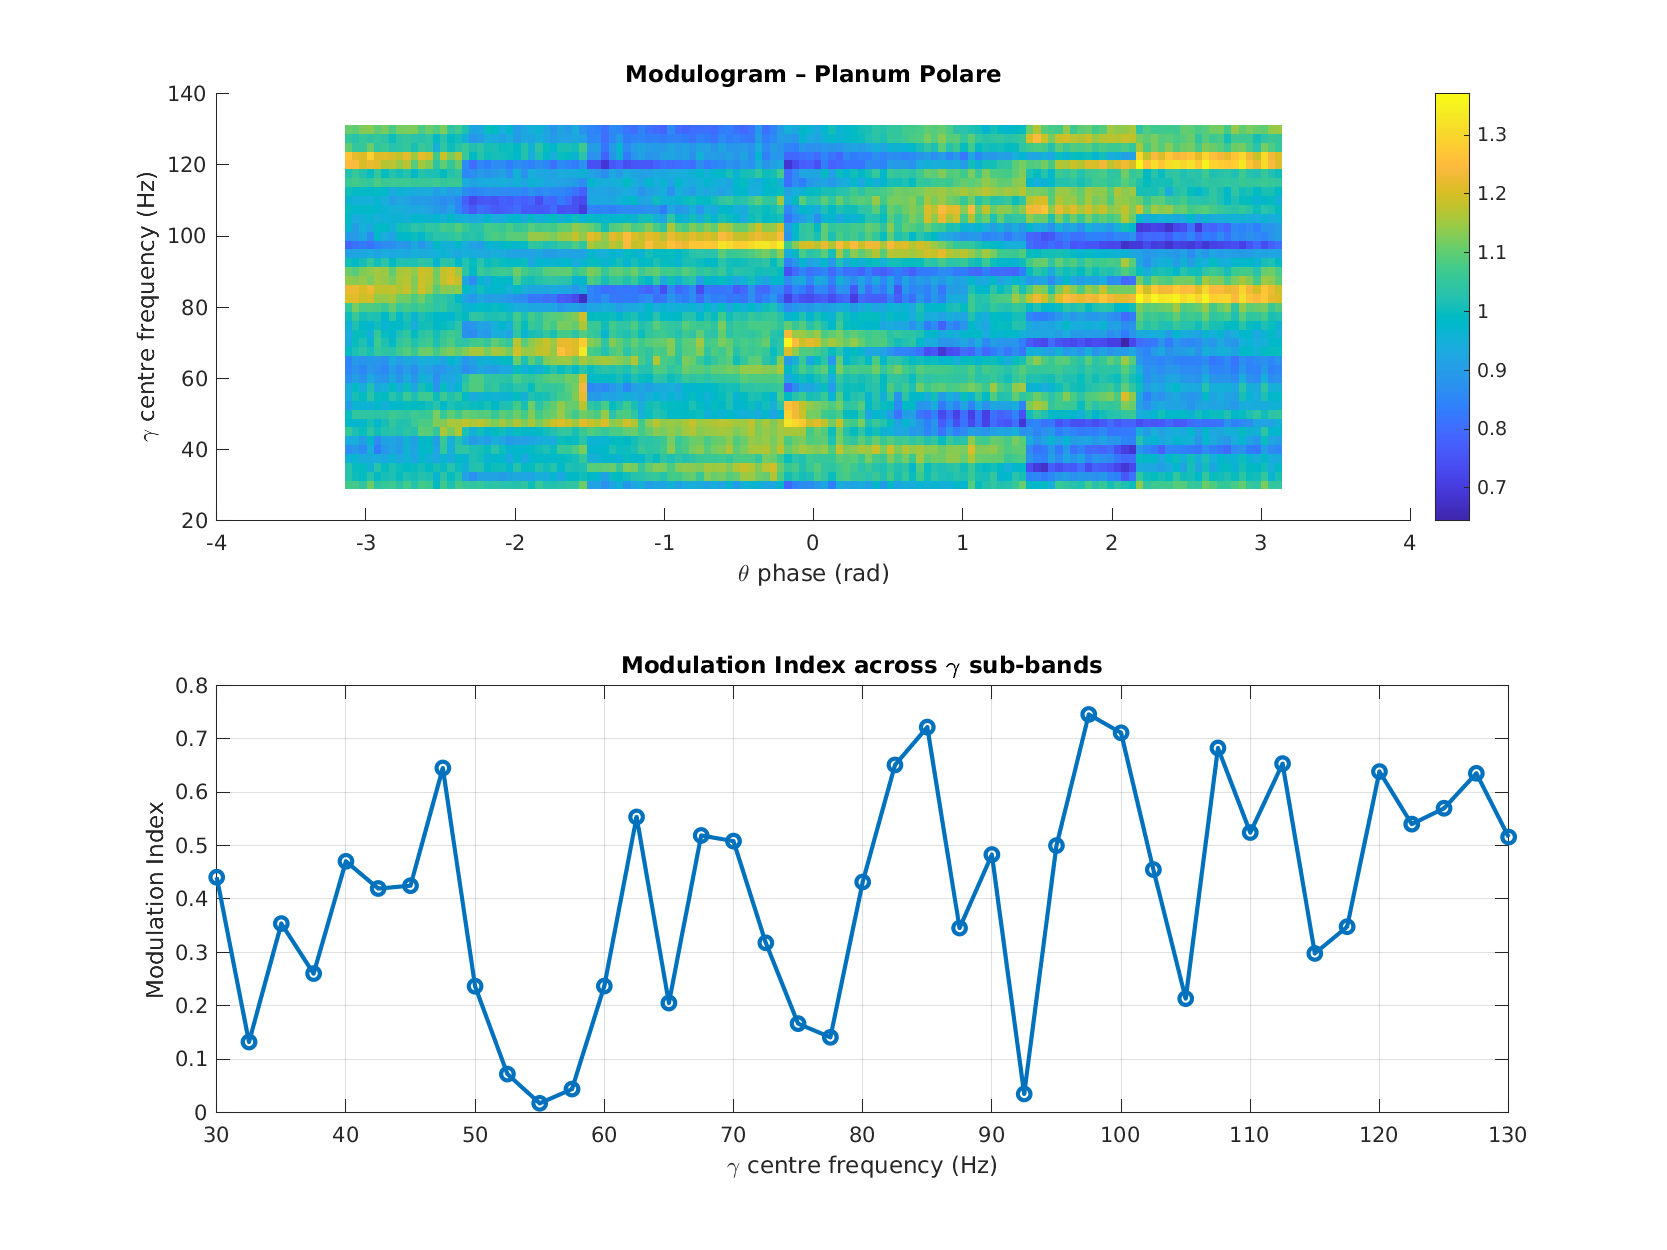 Modulogram – Planum Polare
γ centre frequency (Hz)
140
120
100
80
60
40
20
-4 -3 -2 -1 0 1 2 3 4
θ phase (rad)
1.3
1.2
1.1
1
0.9
0.8
0.7
Modulation Index across γ sub-bands
Modulation Index
0.8
0.7
0.6
0.5
0.4
0.3
0.2
0.1
0
30 40 50 60 70 80 90 100 110 120 130
γ centre frequency (Hz)